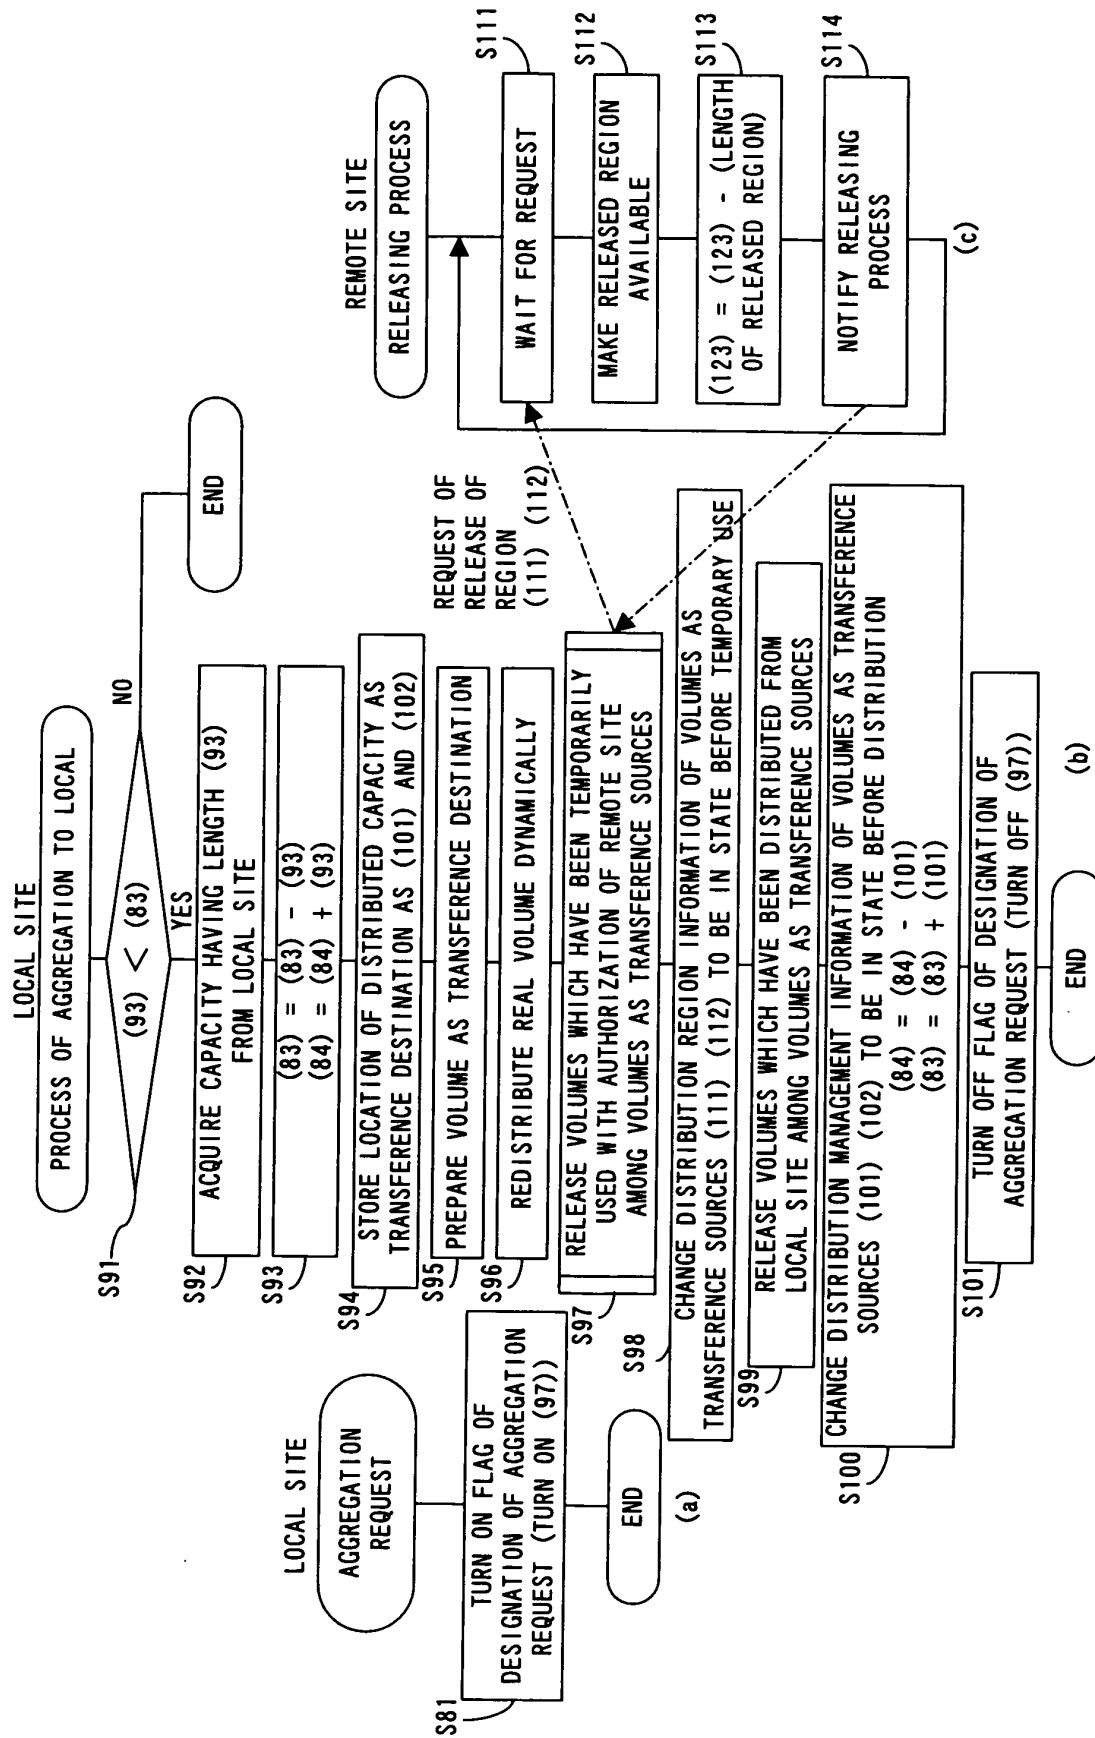 LOCAL SITE
AGGREGATION
REQUEST
S81
TURN ON FLAG OF
DESIGNATION OF AGGREGATION
REQUEST (TURN ON (97))
END
(a)
LOCAL SITE
PROCESS OF AGGREGATION TO LOCAL
S91
(93) < (83)
NO
END
YES
S92
ACQUIRE CAPACITY HAVING LENGTH (93)
FROM LOCAL SITE
S93
(83) = (83) - (93)
(84) = (84) + (93)
S94
STORE LOCATION OF DISTRIBUTED CAPACITY AS
TRANSFERENCE DESTINATION AS (101) AND (102)
S95
PREPARE VOLUME AS TRANSFERENCE DESTINATION
S96
REDISTRIBUTE REAL VOLUME DYNAMICALLY
S97
RELEASE VOLUMES WHICH HAVE BEEN TEMPORARILY
USED WITH AUTHORIZATION OF REMOTE SITE
AMONG VOLUMES AS TRANSFERENCE SOURCES
REQUEST OF
RELEASE OF
REGION
(111) (112)
S98
CHANGE DISTRIBUTION REGION INFORMATION OF VOLUMES AS
TRANSFERENCE SOURCES (111) (112) TO BE IN STATE BEFORE TEMPORARY USE
S99
RELEASE VOLUMES WHICH HAVE BEEN DISTRIBUTED FROM
LOCAL SITE AMONG VOLUMES AS TRANSFERENCE SOURCES
S100
CHANGE DISTRIBUTION MANAGEMENT INFORMATION OF VOLUMES AS TRANSFERENCE
SOURCES (101) (102) TO BE IN STATE BEFORE DISTRIBUTION
(84) = (84) - (101)
(83) = (83) + (101)
S101
TURN OFF FLAG OF DESIGNATION OF
AGGREGATION REQUEST (TURN OFF (97))
END
(b)
REMOTE SITE
RELEASING PROCESS
S111
WAIT FOR REQUEST
S112
MAKE RELEASED REGION
AVAILABLE
S113
(123) = (123) - (LENGTH
OF RELEASED REGION)
S114
NOTIFY RELEASING
PROCESS
(c)